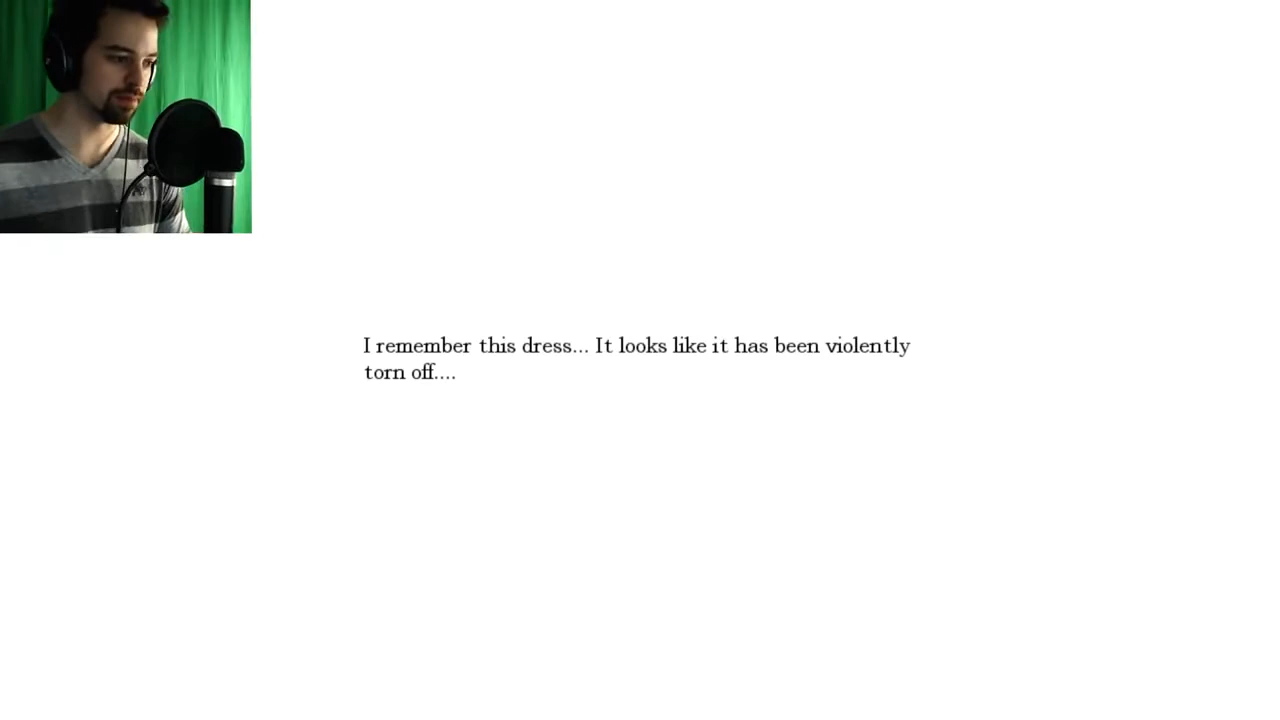 I remember this dress... It looks like it has been violently
torn off....